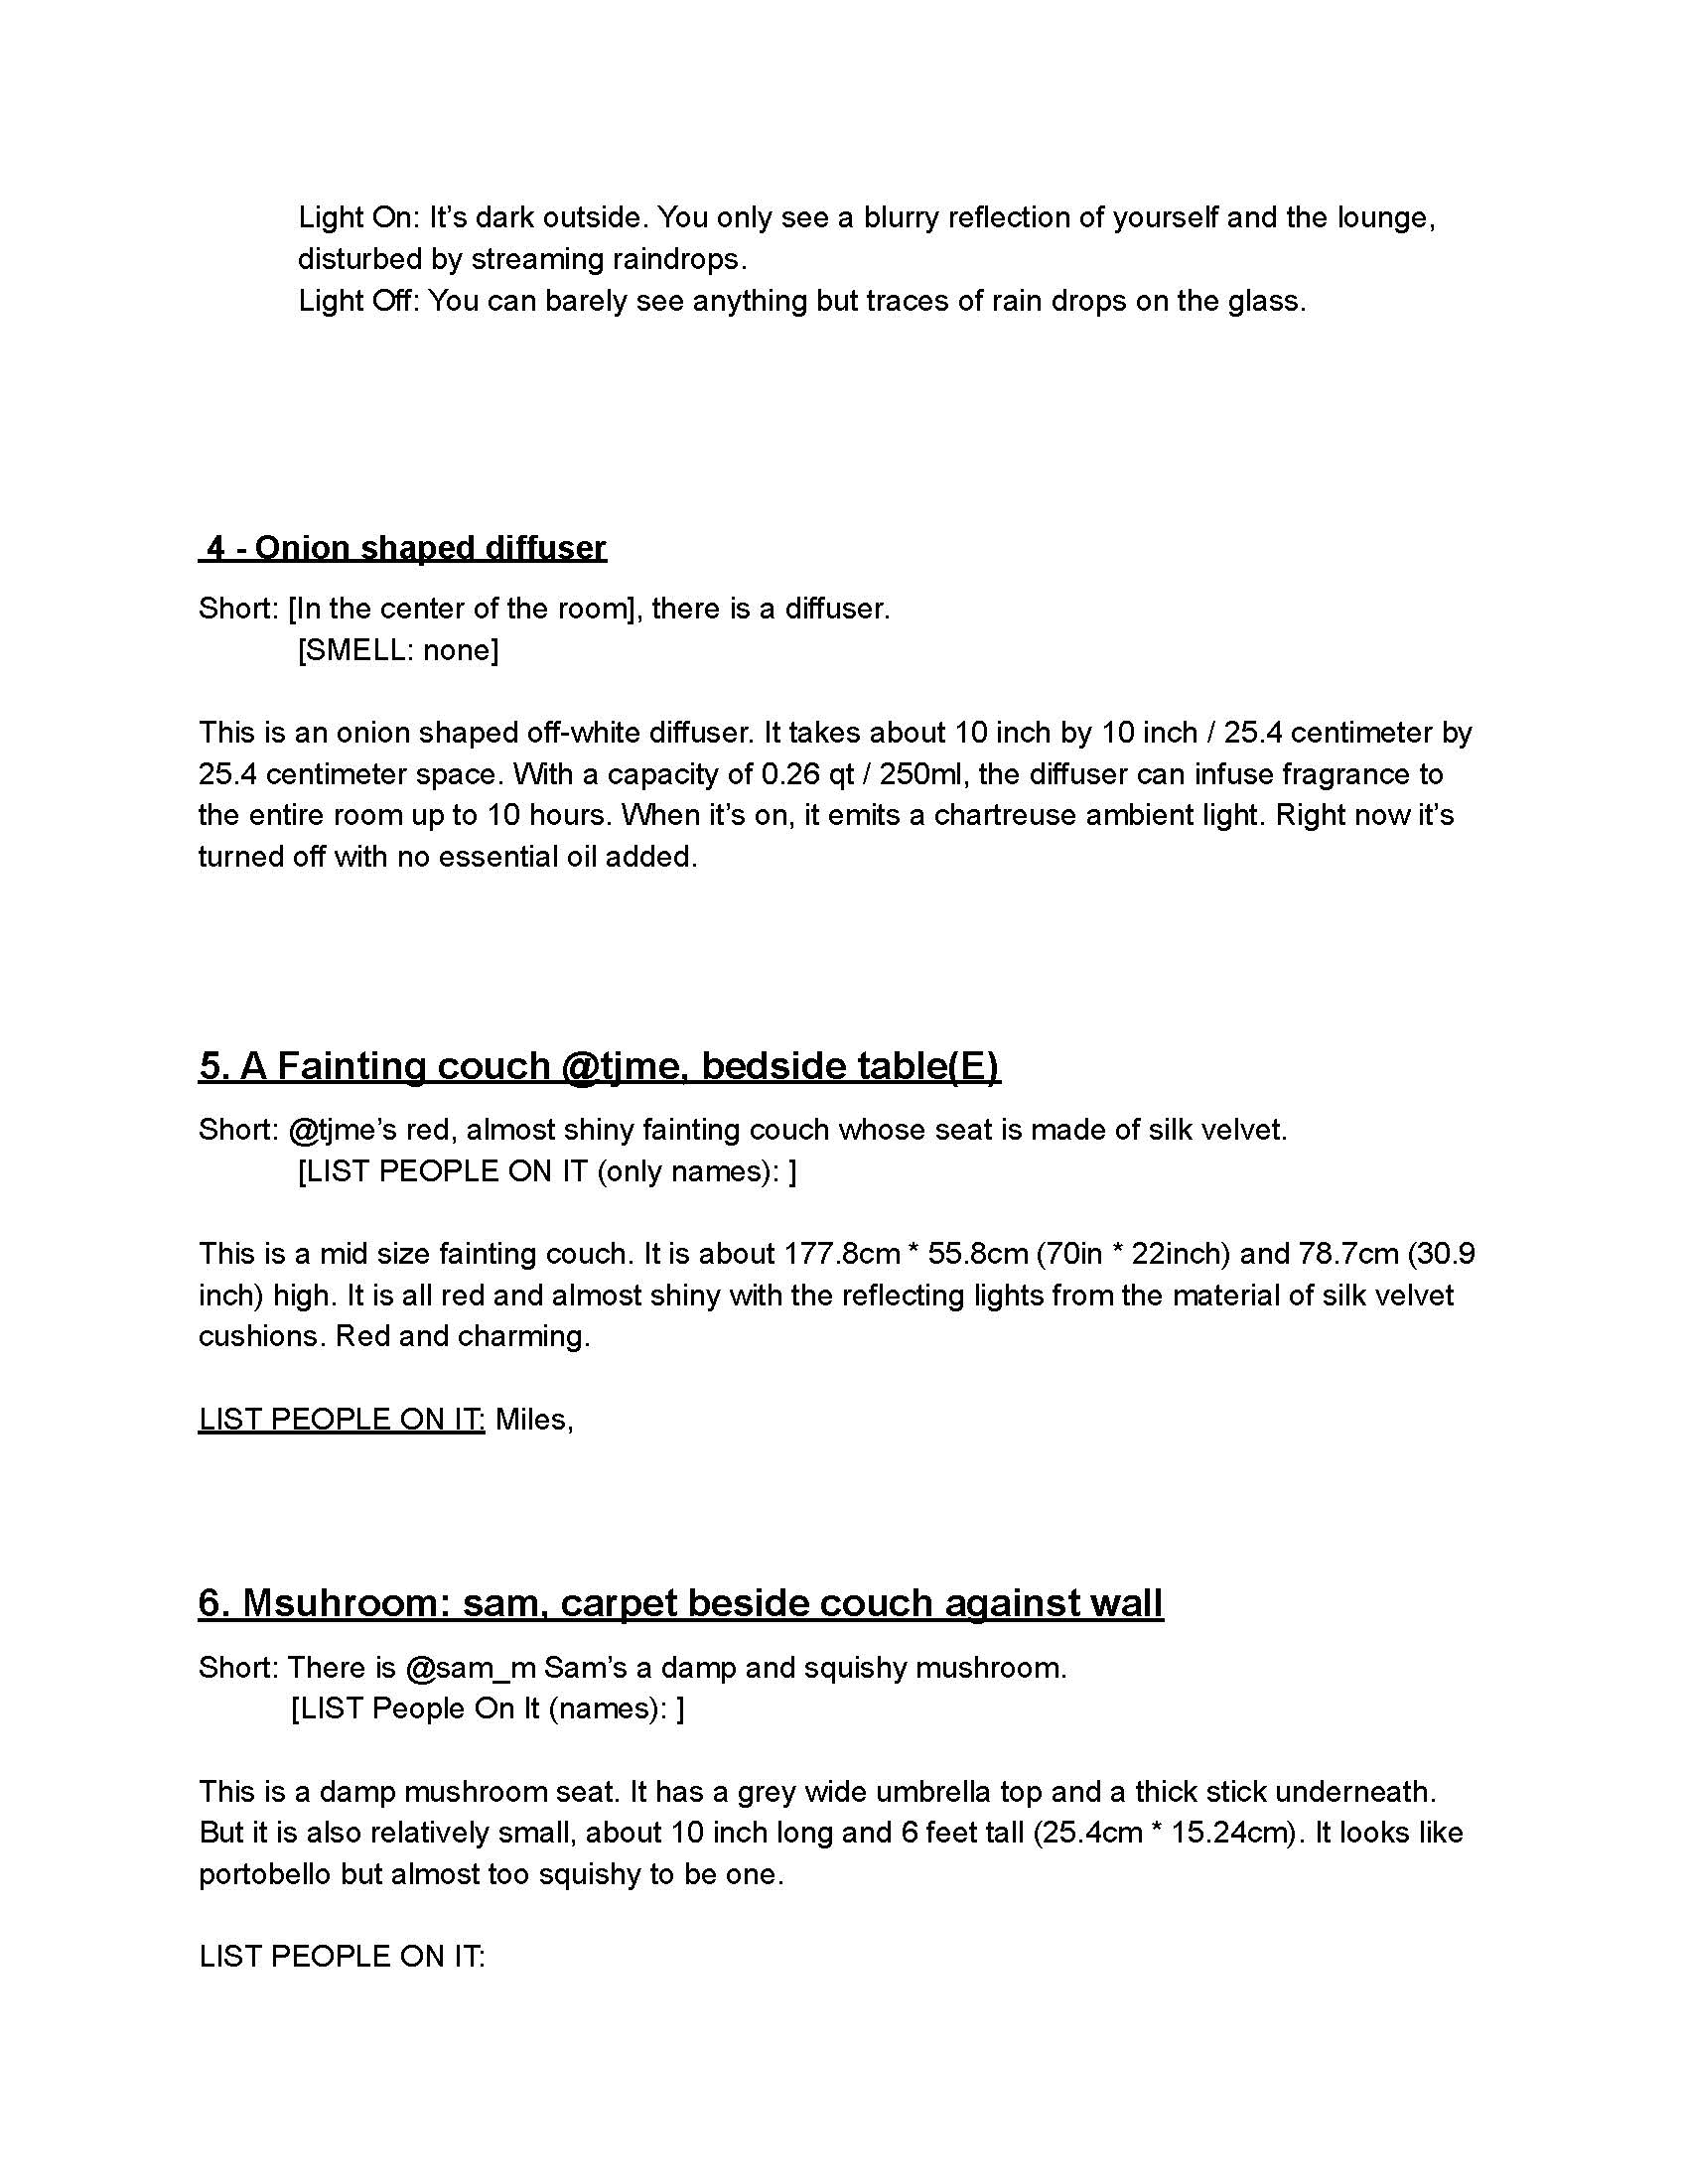 Light On: It’s dark outside. You only see a blurry reflection of yourself and the lounge,
disturbed by streaming raindrops.
Light Off: You can barely see anything but traces of rain drops on the glass.
4 - Onion shaped diffuser
Short: [In the center of the room], there is a diffuser.
[SMELL: none]
This is an onion shaped off-white diffuser. It takes about 10 inch by 10 inch / 25.4 centimeter by
25.4 centimeter space. With a capacity of 0.26 qt / 250ml, the diffuser can infuse fragrance to
the entire room up to 10 hours. When it’s on, it emits a chartreuse ambient light. Right now it’s
turned off with no essential oil added.
5. A Fainting couch @tjme, bedside table(E)
Short: @tjme’s red, almost shiny fainting couch whose seat is made of silk velvet.
[LIST PEOPLE ON IT (only names): ]
This is a mid size fainting couch. It is about 177.8cm * 55.8cm (70in * 22inch) and 78.7cm (30.9
inch) high. It is all red and almost shiny with the reflecting lights from the material of silk velvet
cushions. Red and charming.
LIST PEOPLE ON IT: Miles,
6. Msuhroom: sam, carpet beside couch against wall
Short: There is @sam_m Sam’s a damp and squishy mushroom.
[LIST People On It (names): ]
This is a damp mushroom seat. It has a grey wide umbrella top and a thick stick underneath.
But it is also relatively small, about 10 inch long and 6 feet tall (25.4cm * 15.24cm). It looks like
portobello but almost too squishy to be one.
LIST PEOPLE ON IT: